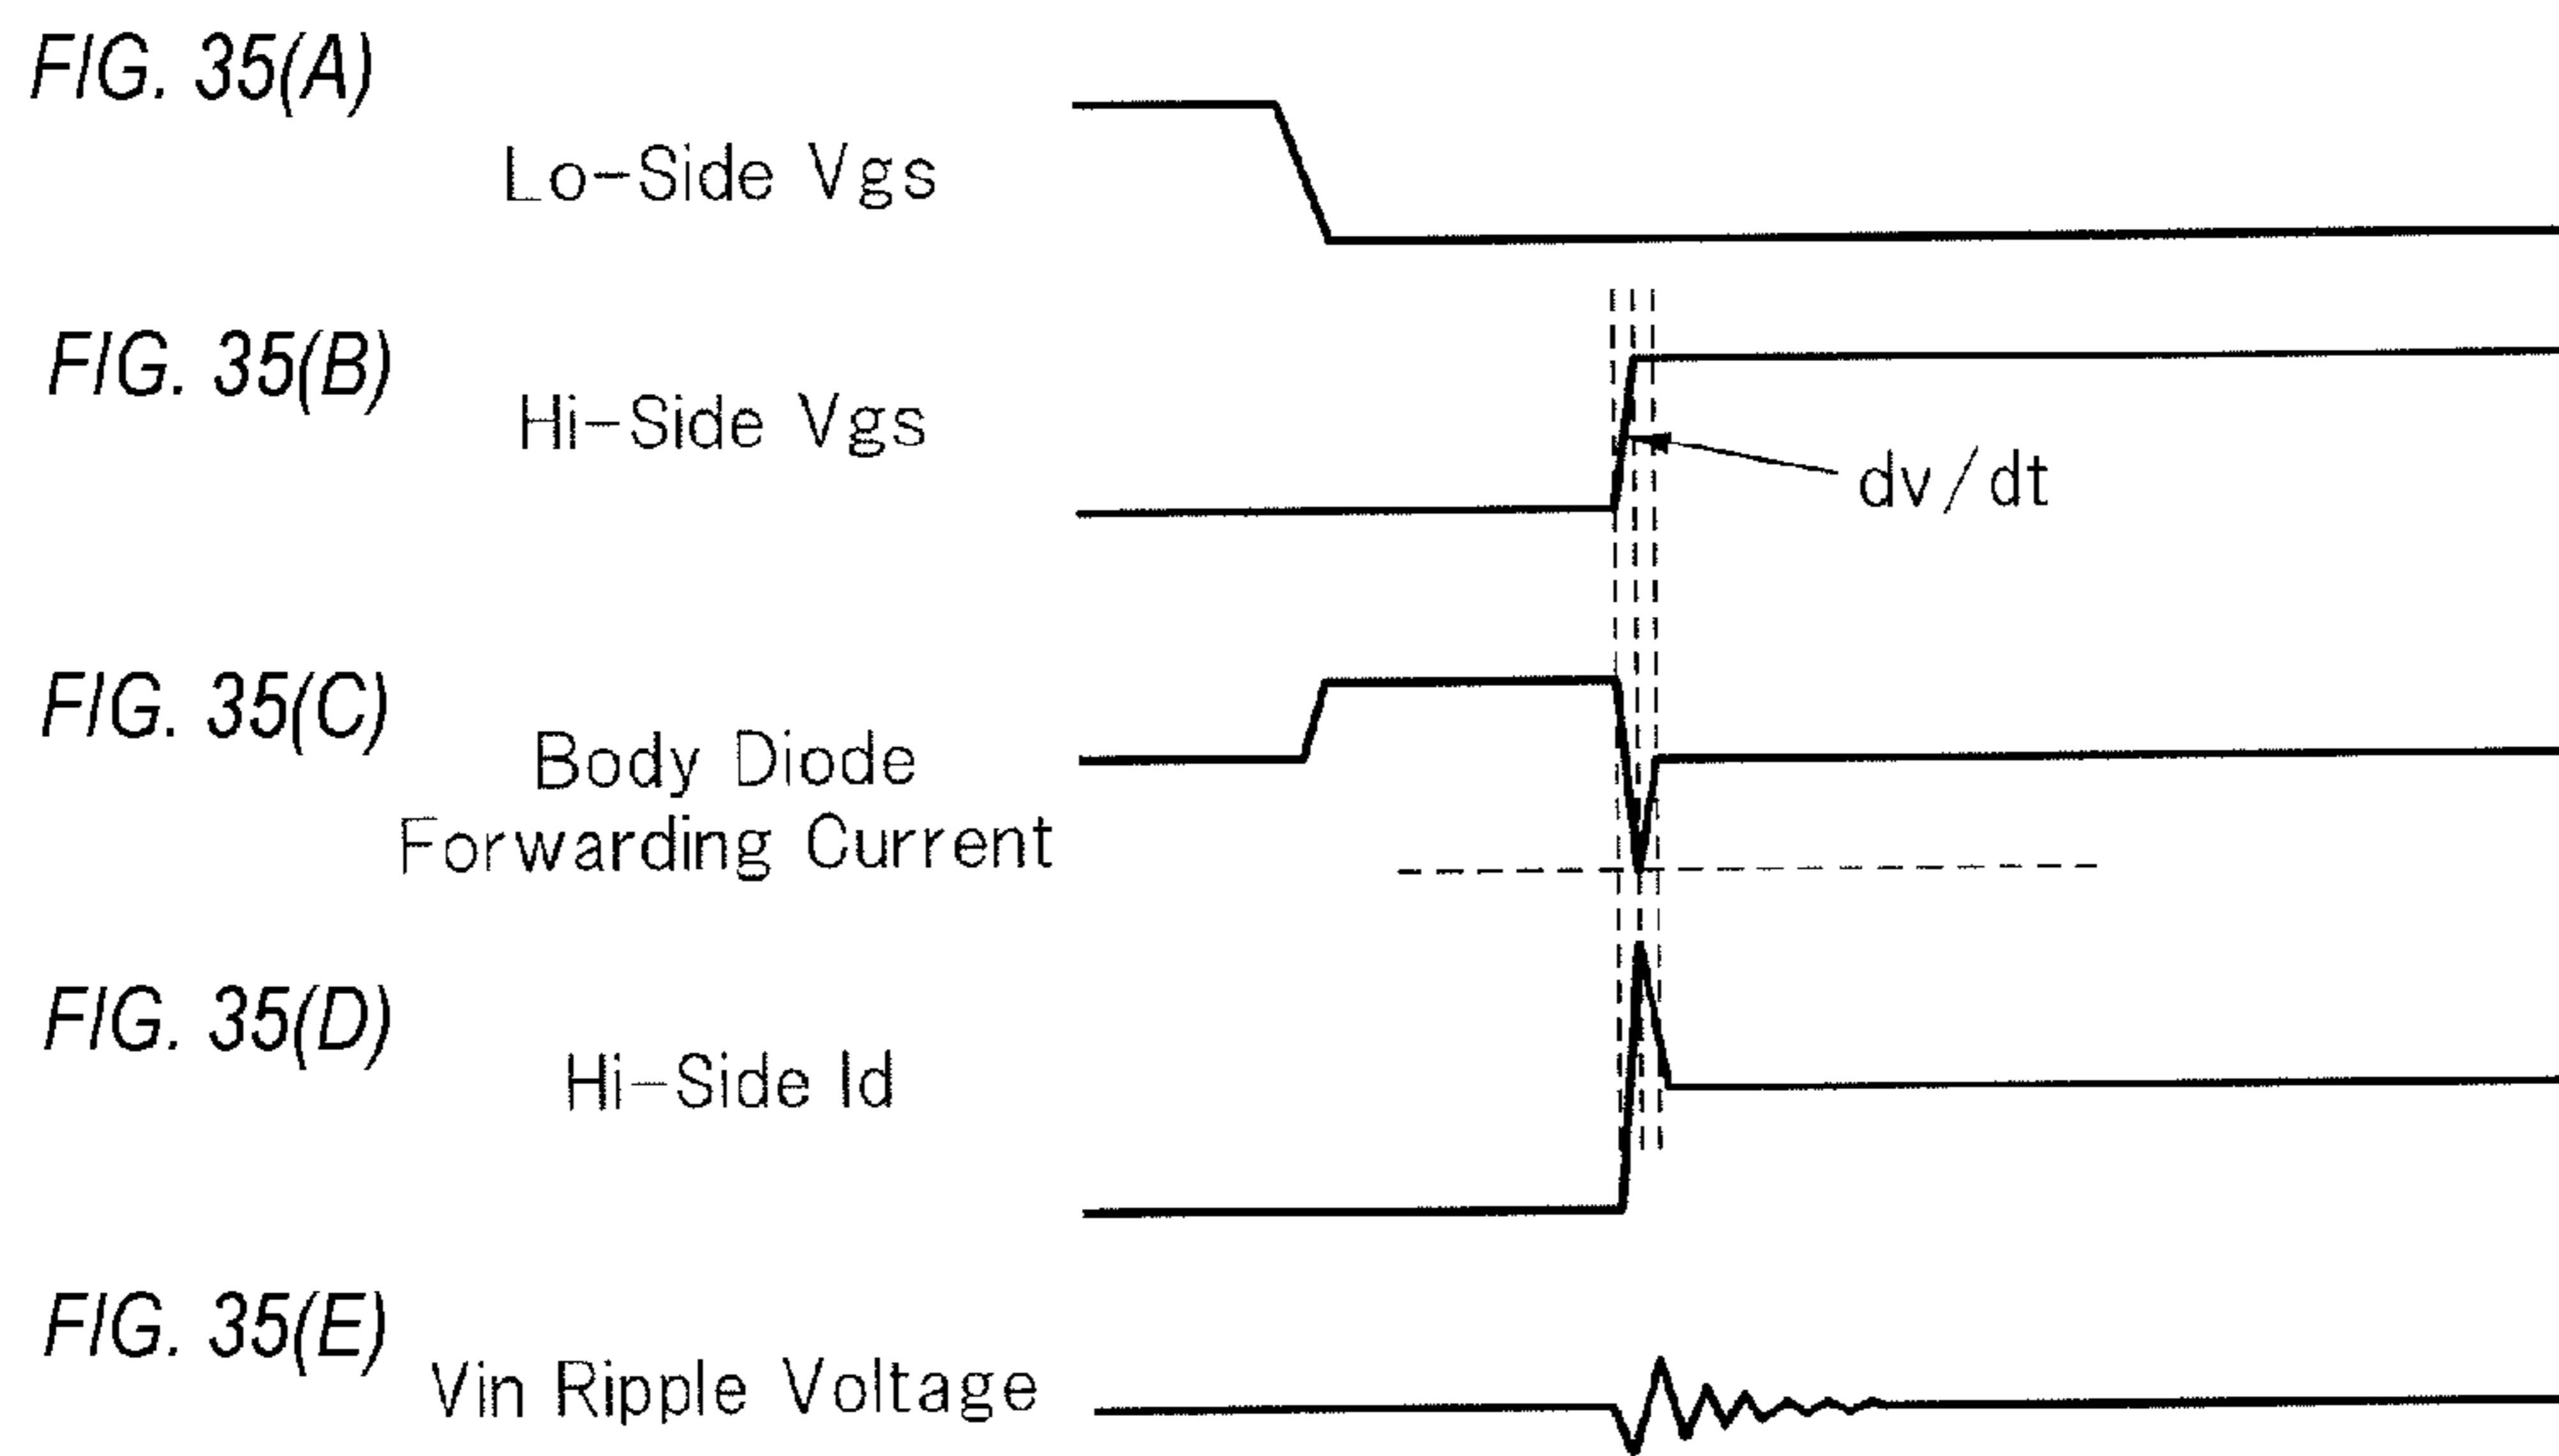 FIG. 35(A)
Lo-Side Vgs
FIG. 35(B)
Hi-Side Vgs
dv/dt
FIG. 35(C)
Body Diode
Forwarding Current
FIG. 35(D)
Hi-Side Id
FIG. 35(E)
Vin Ripple Voltage